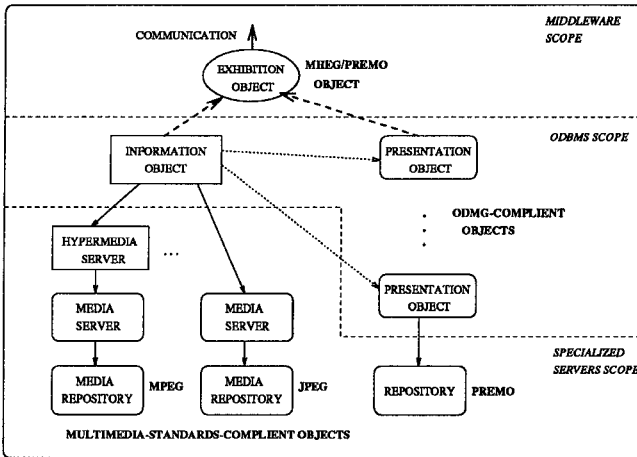 MIDDLEWARE
SCOPE
COMMUNICATION
EXHIBITION
OBJECT
MHEG/PREMO
OBJECT
ODBMS SCOPE
INFORMATION
OBJECT
PRESENTATION
OBJECT
ODMG-COMPLIENT
OBJECTS
HYPERMEDIA
SERVER
...
MEDIA
SERVER
MEDIA
SERVER
PRESENTATION
OBJECT
SPECIALIZED
SERVERS SCOPE
MEDIA
REPOSITORY
MPEG
MEDIA
REPOSITORY
JPEG
REPOSITORY
PREMO
MULTIMEDIA-STANDARDS-COMPLIENT OBJECTS